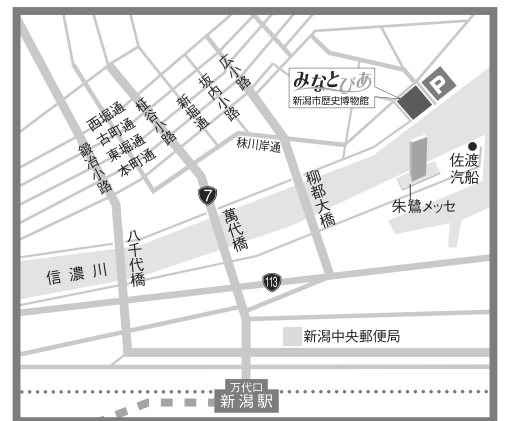 みなとぴあ
新潟市歴史博物館
P
広小路
坂内小路
新堀通
柾谷小路
西堀通
古町通
東堀通
本町通
鍛冶小路
秣川岸通
佐渡
汽船
朱鷺メッセ
柳都大橋
7
萬代橋
八千代橋
信濃川
113
新潟中央郵便局
万代口
新潟駅